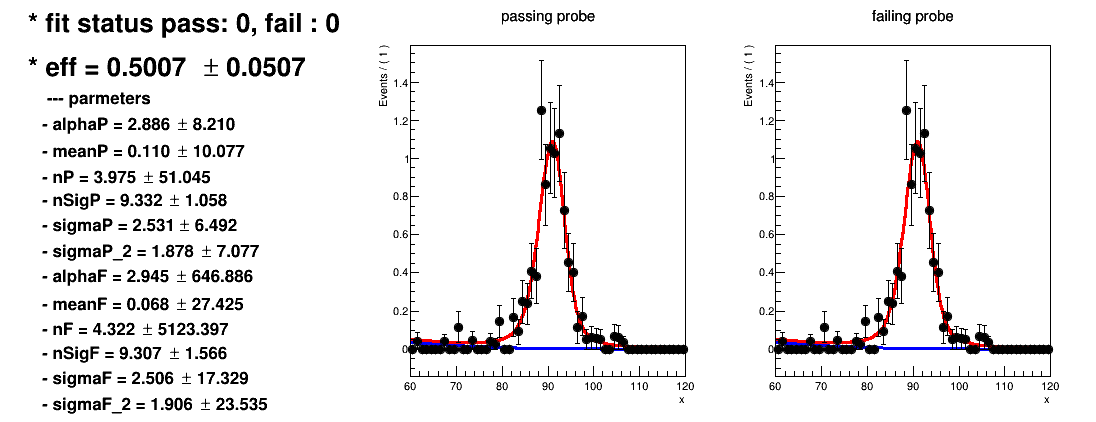 * fit status pass: 0, fail : 0
* eff = 0.5007 ± 0.0507
--- parmeters
- alphaP = 2.886 ± 8.210
- meanP = 0.110 ± 10.077
- nP = 3.975 ± 51.045
- nSigP = 9.332 ± 1.058
- sigmaP = 2.531 ± 6.492
- sigmaP_2 = 1.878 ± 7.077
- alphaF = 2.945 ± 646.886
- meanF = 0.068 ± 27.425
- nF = 4.322 ± 5123.397
- nSigF = 9.307 ± 1.566
- sigmaF = 2.506 ± 17.329
- sigmaF_2 = 1.906 ± 23.535
passing probe
Events / ( 1 )
1.4
1.2
1
0.8
0.6
0.4
0.2
0
60 70 80 90 100 110 120
x
failing probe
Events / ( 1 )
1.4
1.2
1
0.8
0.6
0.4
0.2
0
60 70 80 90 100 110 120
x